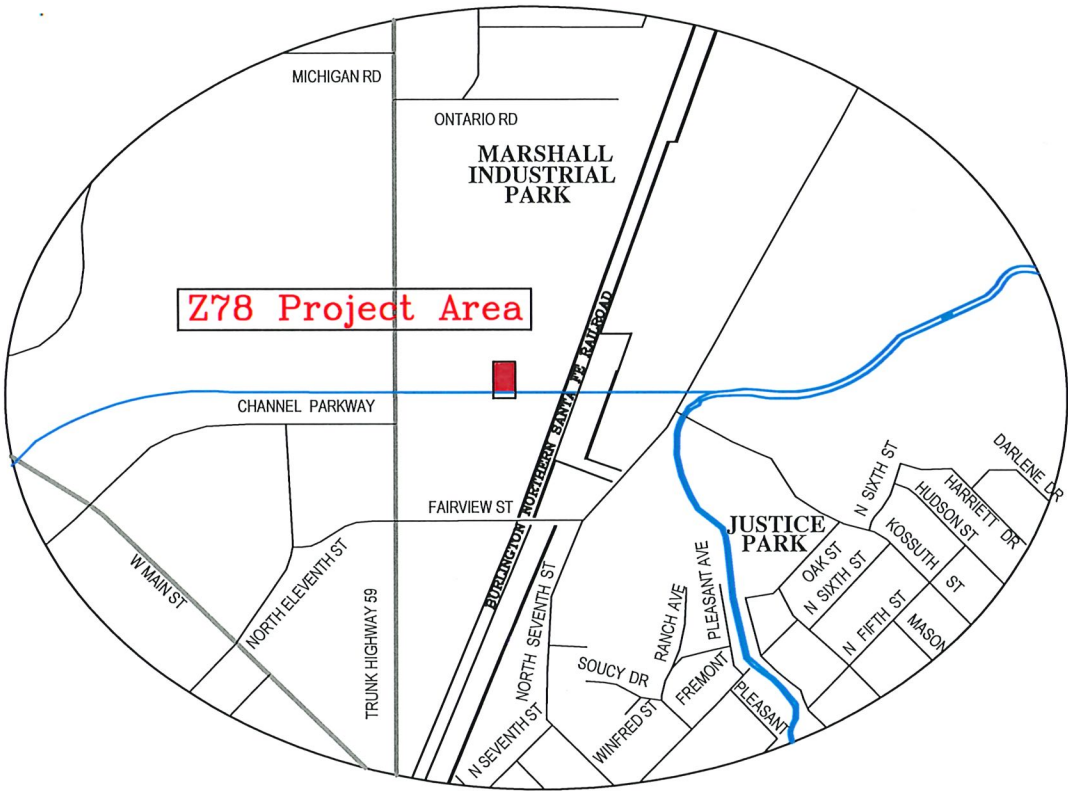 MICHIGAN RD
ONTARIO RD
MARSHALL
INDUSTRIAL
PARK
Z78 Project Area
BURLINGTON NORTHERN SANTA FE RAILROAD
CHANNEL PARKWAY
FAIRVIEW ST
W MAIN ST
NORTH ELEVENTH ST
TRUNK HIGHWAY 59
NORTH SEVENTH ST
N SEVENTH ST
SOUCY DR
WINFRED ST
RANCH AVE
FREMONT
PLEASANT AVE
PLEASANT
JUSTICE
PARK
OAK ST
N SIXTH ST
N SIXTH ST
N FIFTH ST
HUDSON ST
HARRIETT DR
DARLENE DR
KOSSUTH ST
MASON